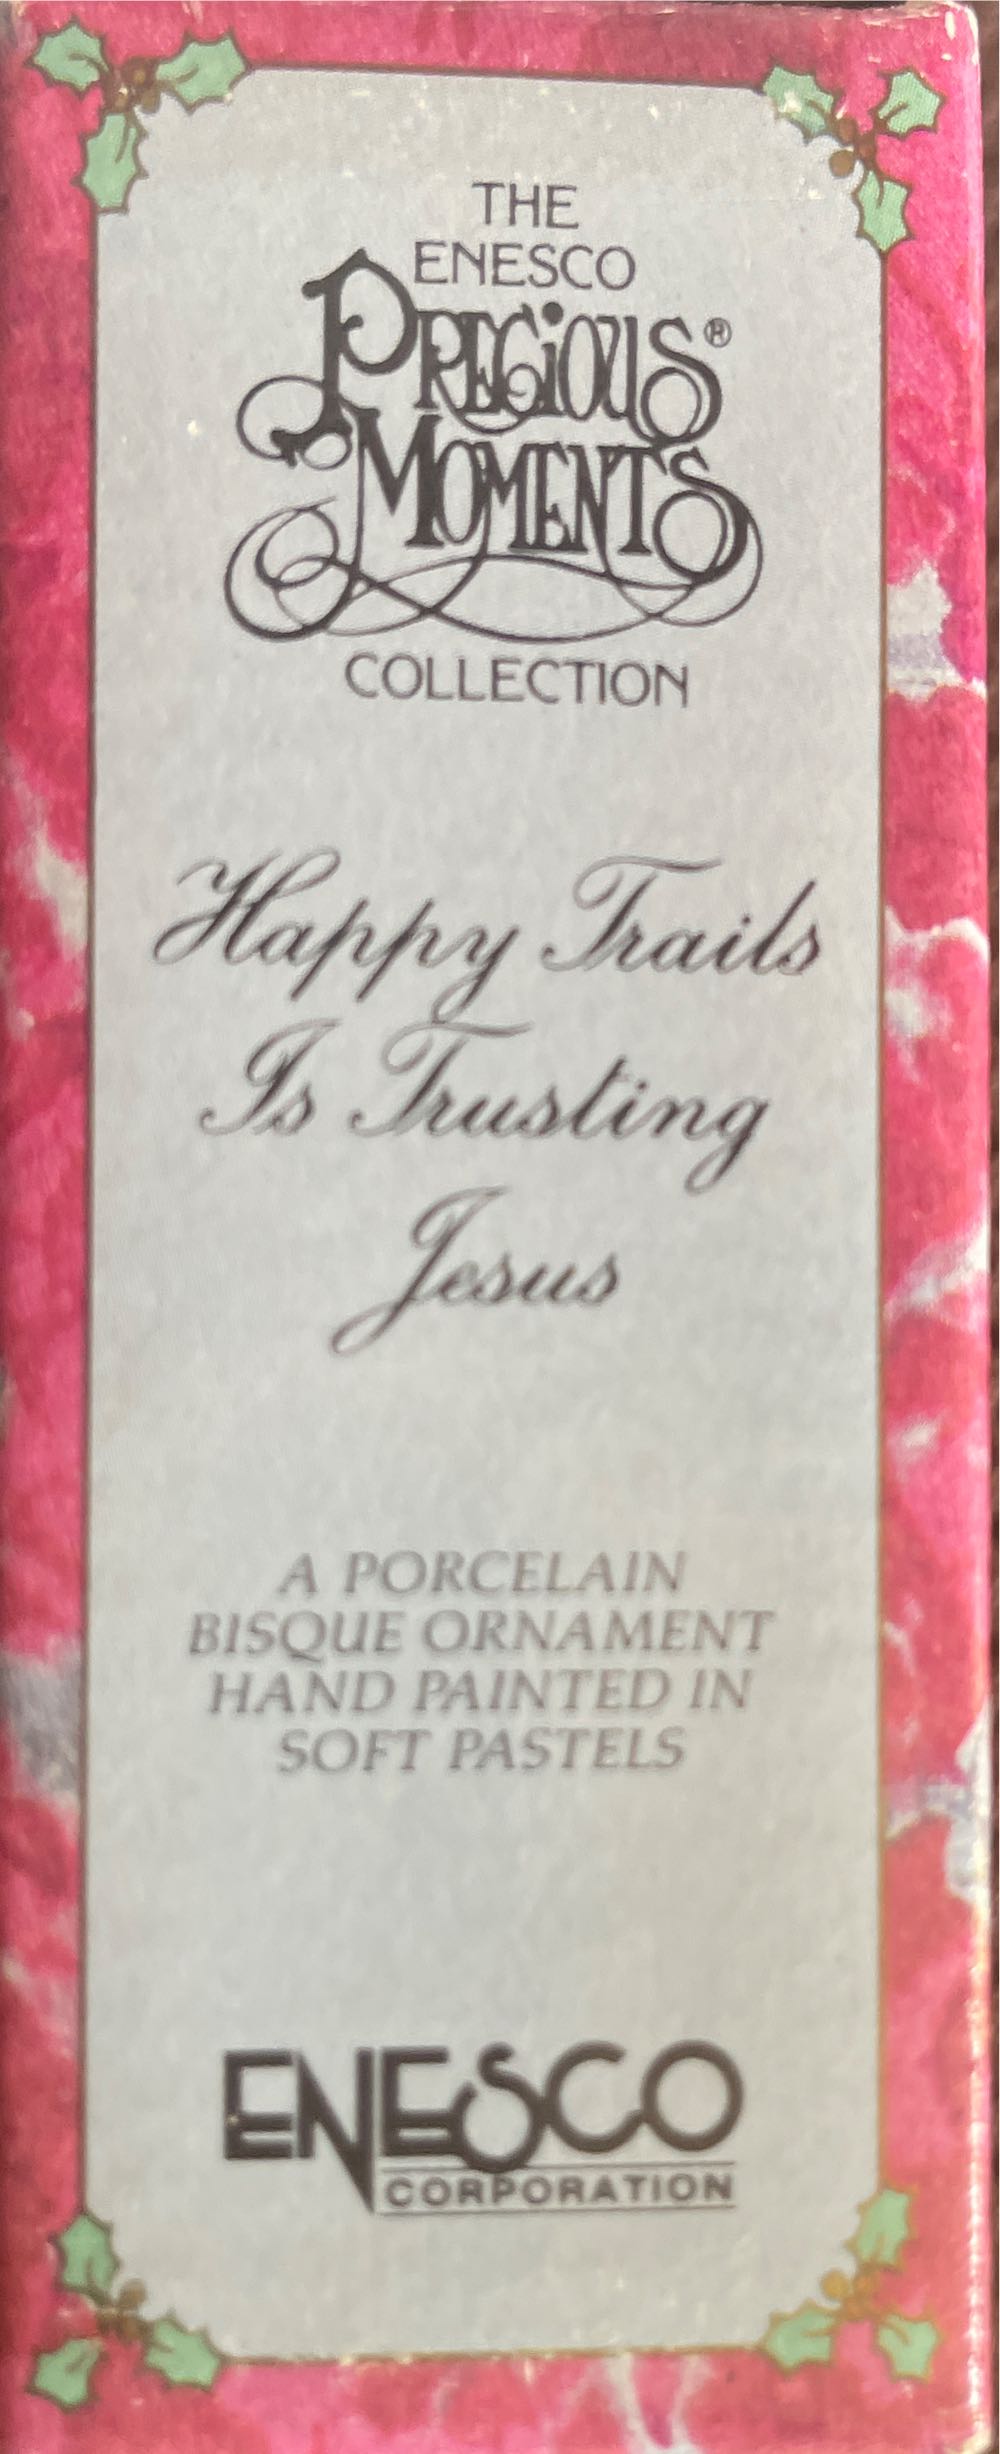 THE
ENESCO
PRECiOUS®
MOMENTS
COLLECTION
Happy Trails
Is Trusting
Jesus
A PORCELAIN
BISQUE ORNAMENT
HAND PAINTED IN
SOFT PASTELS
ENESCO
CORPORATION